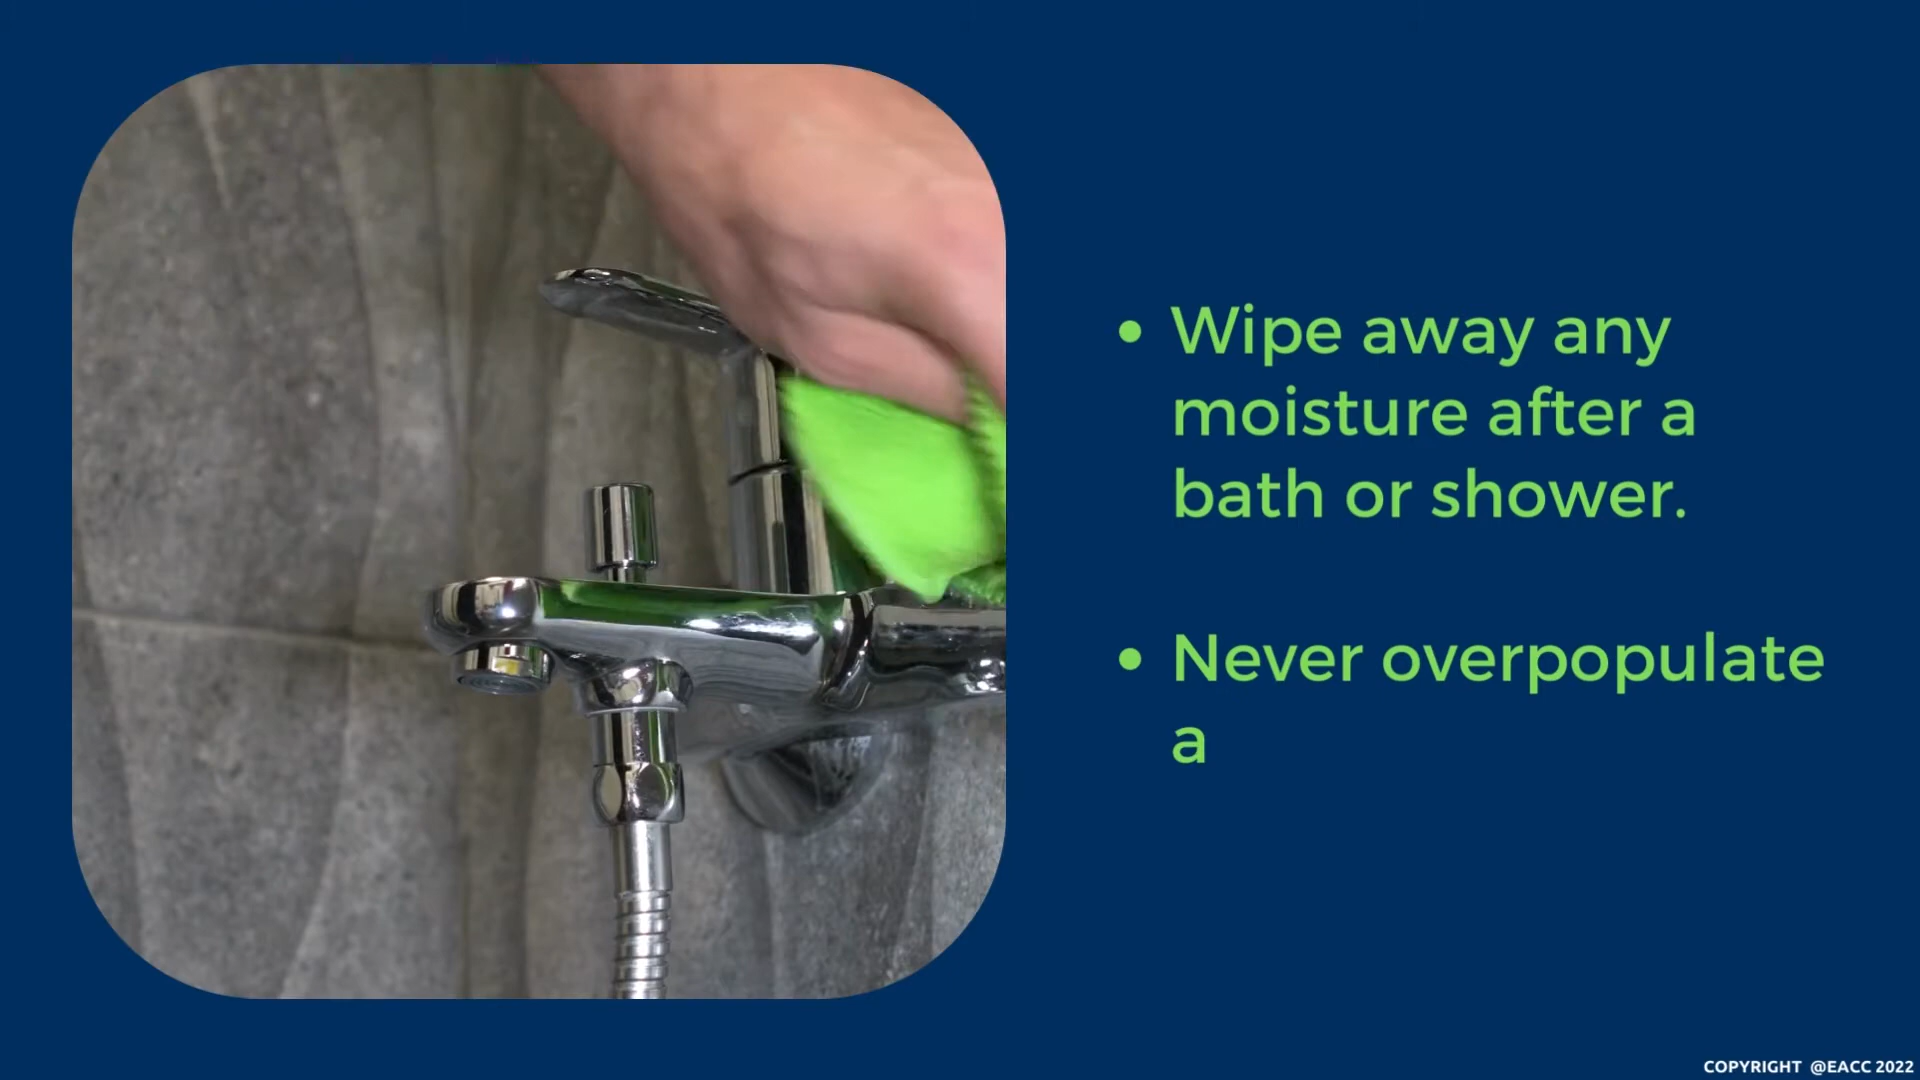 • Wipe away any
moisture after a
bath or shower.
• Never overpopulate
a
COPYRIGHT @EACC 2022